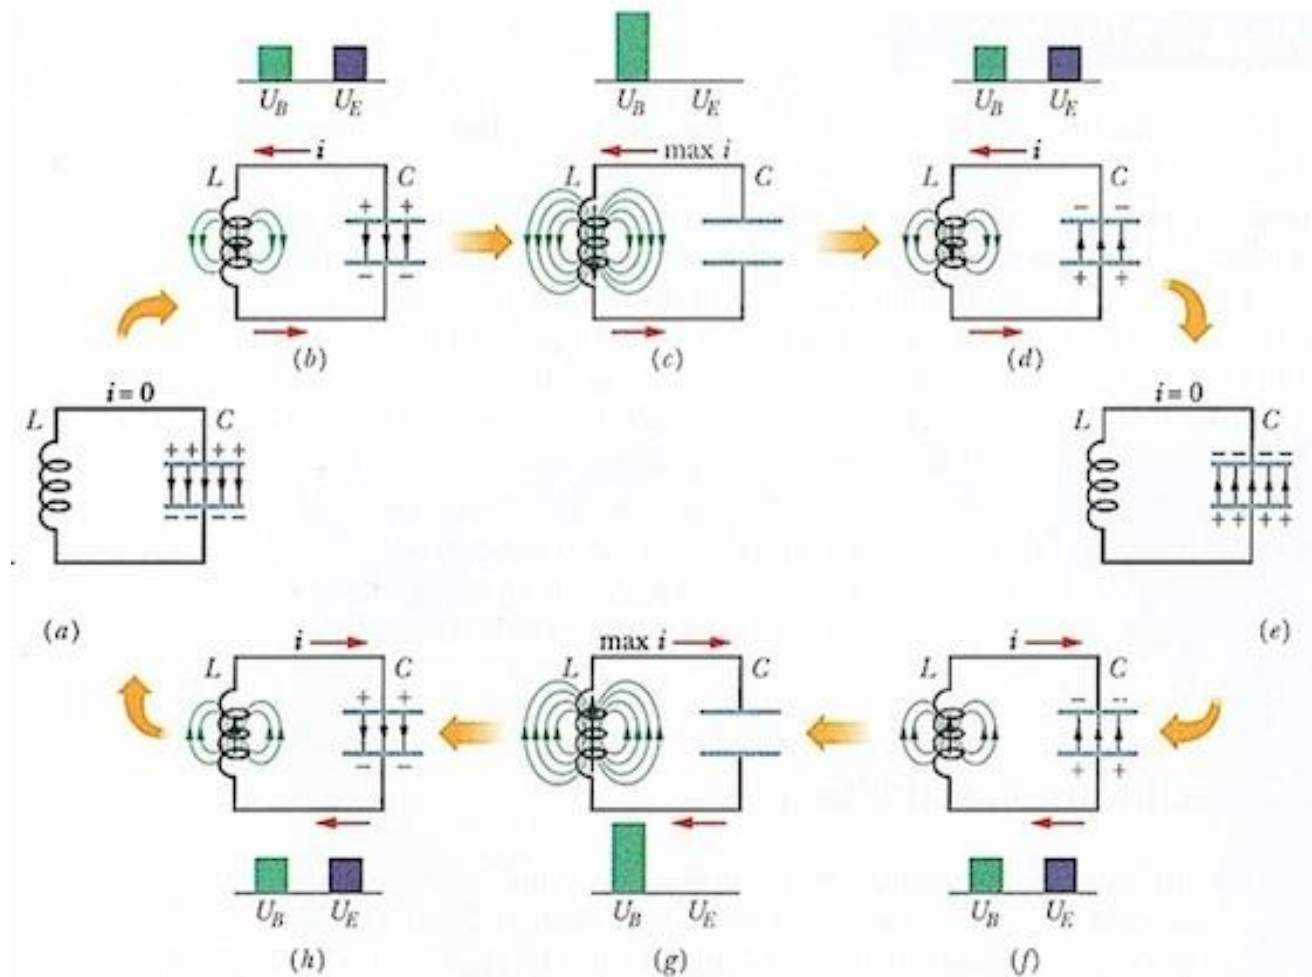 U_B U_E
U_B U_E
U_B U_E
i
L C
+ +
− −
(b)
max i
L C
(c)
i
L C
− −
+ +
(d)
i = 0
L C
+ + + +
− − − −
(a)
i = 0
L C
− − − −
+ + + +
(e)
i
L C
+ +
− −
U_B U_E
(h)
max i
L C
U_B U_E
(g)
i
L C
− −
+ +
U_B U_E
(f)